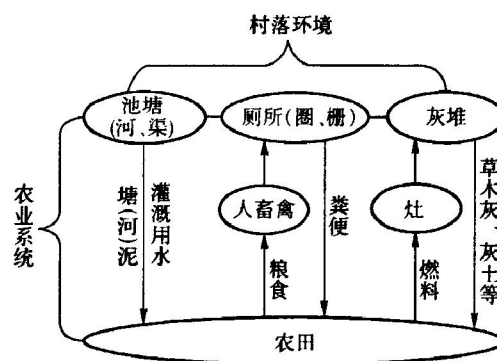 村落环境
池塘
(河、渠)
厕所(圈、栅)
灰堆
农业系统
塘(河)泥
灌溉用水
人畜禽
粮食
粪便
灶
燃料
草木灰、灰土等
农田